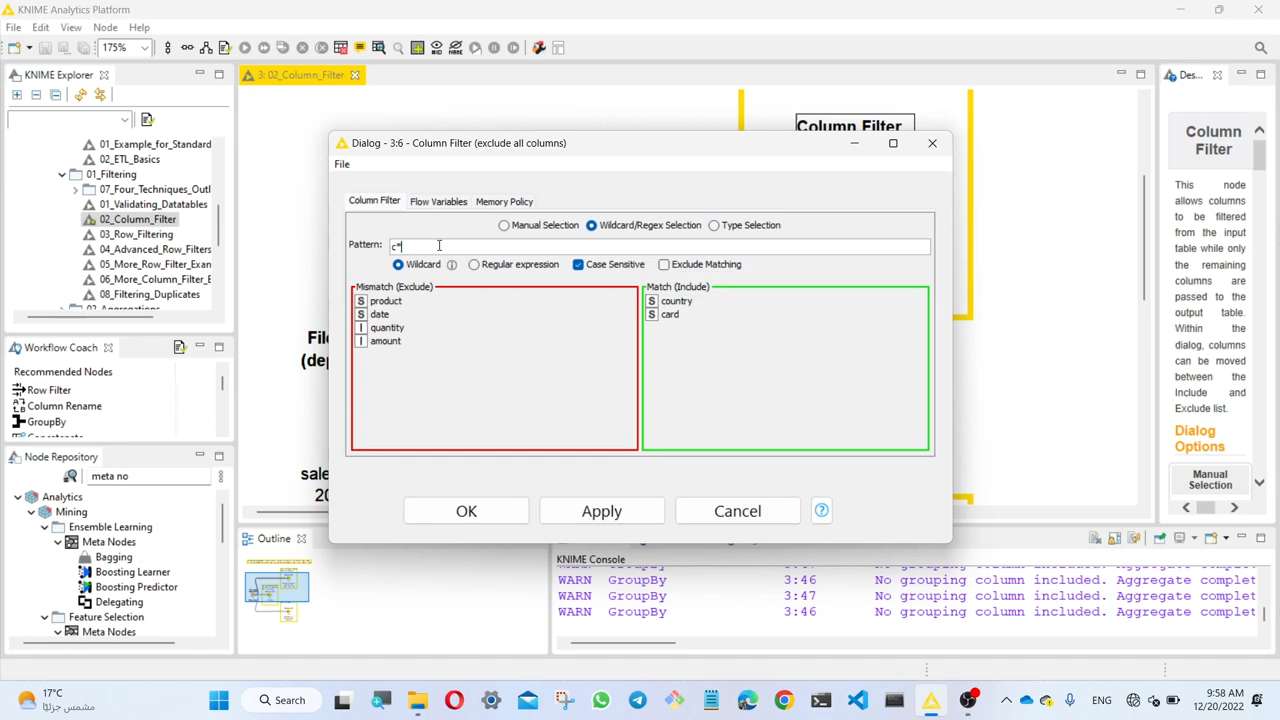 KNIME Analytics Platform
File Edit View Node Help
175%
KNIME Explorer
01_Example_for_Standard
02_ETL_Basics
01_Filtering
07_Four_Techniques_Outl
01_Validating_Datatables
02_Column_Filter
03_Row_Filtering
04_Advanced_Row_Filters
05_More_Row_Filter_Exan
06_More_Column_Filter_E
08_Filtering_Duplicates
Workflow Coach
Recommended Nodes
Row Filter
Column Rename
GroupBy
Node Repository
meta no
Analytics
Mining
Ensemble Learning
Meta Nodes
Bagging
Boosting Learner
Boosting Predictor
Delegating
Feature Selection
Meta Nodes
3: 02_Column_Filter
Column Filter
File
(dep
sale
20
Dialog - 3:6 - Column Filter (exclude all columns)
File
Column Filter Flow Variables Memory Policy
Manual Selection Wildcard/Regex Selection Type Selection
Pattern: c*
Wildcard Regular expression Case Sensitive Exclude Matching
Mismatch (Exclude)
S product
S date
I quantity
I amount
Match (Include)
S country
S card
OK Apply Cancel
Outline
KNIME Console
WARN GroupBy 3:46 No grouping column included. Aggregate complet
WARN GroupBy 3:47 No grouping column included. Aggregate complet
WARN GroupBy 3:46 No grouping column included. Aggregate complet
Des...
Column
Filter
This node
allows columns
to be filtered
from the input
table while only
the remaining
columns are
passed to the
output table.
Within the
dialog, columns
can be moved
between the
Include and
Exclude list.
Dialog
Options
Manual
Selection
17°C
مشمس جزئيًا
Search
ENG
9:58 AM
12/20/2022